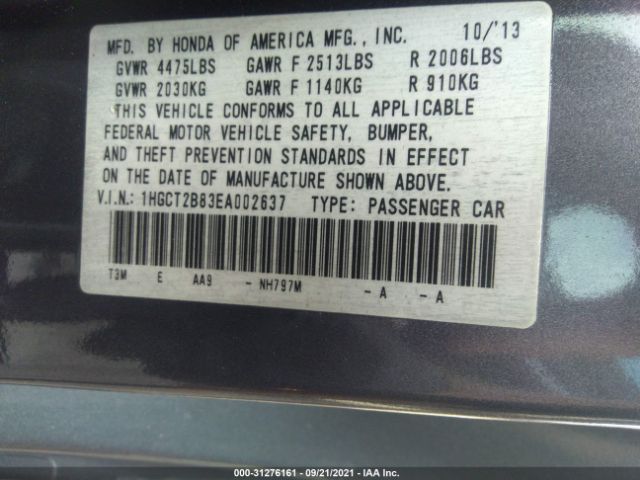 MFD. BY HONDA OF AMERICA MFG., INC. 10/'13
GVWR 4475LBS GAWR F 2513LBS R 2006LBS
GVWR 2030KG GAWR F 1140KG R 910KG
THIS VEHICLE CONFORMS TO ALL APPLICABLE
FEDERAL MOTOR VEHICLE SAFETY, BUMPER,
AND THEFT PREVENTION STANDARDS IN EFFECT
ON THE DATE OF MANUFACTURE SHOWN ABOVE.
V.I.N.: 1HGCT2B83EA002637 TYPE: PASSENGER CAR
T3M E AA9 - NH797M -A -A
000-31276161 - 09/21/2021 - IAA Inc.